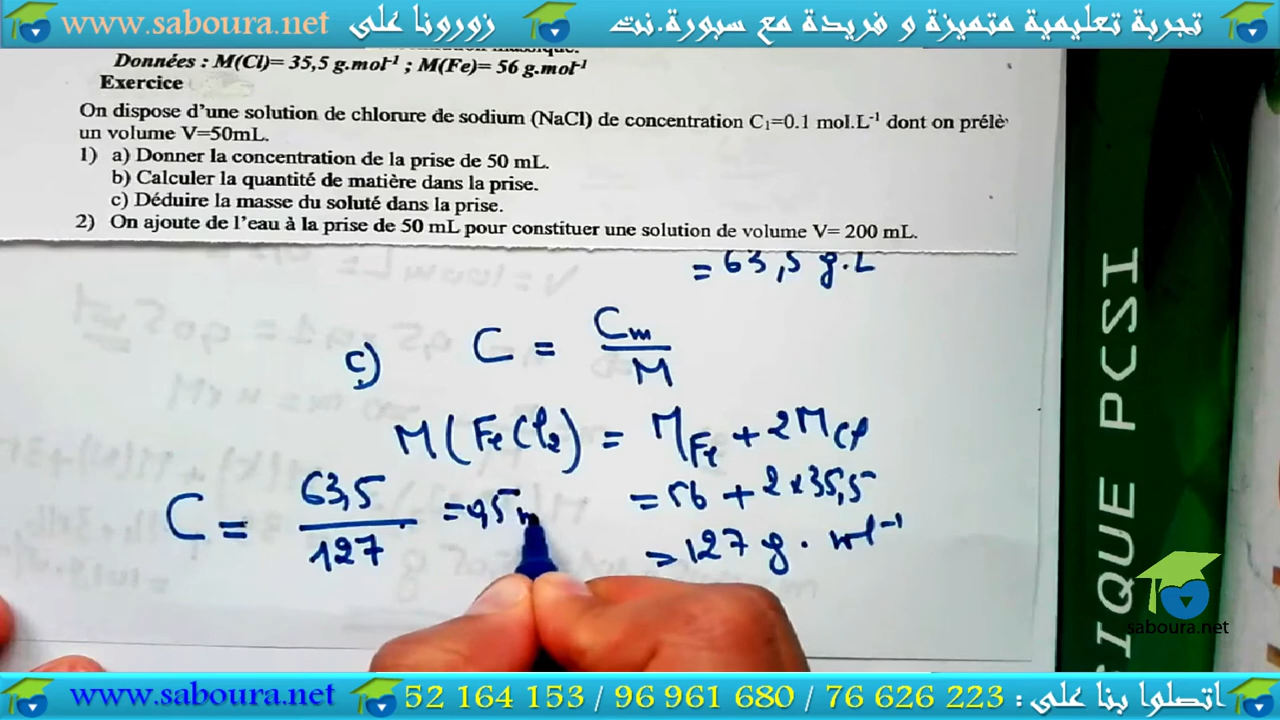 www.saboura.net زورونا على تجربة تعليمية متميزة و فريدة مع سبورة.نت
Données : M(Cl)= 35,5 g.mol⁻¹ ; M(Fe)= 56 g.mol⁻¹
Exercice
On dispose d'une solution de chlorure de sodium (NaCl) de concentration C₁=0.1 mol.L⁻¹ dont on prélè
un volume V=50mL.
1) a) Donner la concentration de la prise de 50 mL.
b) Calculer la quantité de matière dans la prise.
c) Déduire la masse du soluté dans la prise.
2) On ajoute de l'eau à la prise de 50 mL pour constituer une solution de volume V= 200 mL.
= 63,5 g.L
c) C = Cm / M
M(FeCl₂) = M Fe + 2 M Cl
= 56 + 2 x 35,5
= 127 g. mol⁻¹
C = 63,5 / 127 = 0,5 m
IQUE PCSI
saboura.net
www.saboura.net 52 164 153 / 96 961 680 / 76 626 223 : اتصلوا بنا على